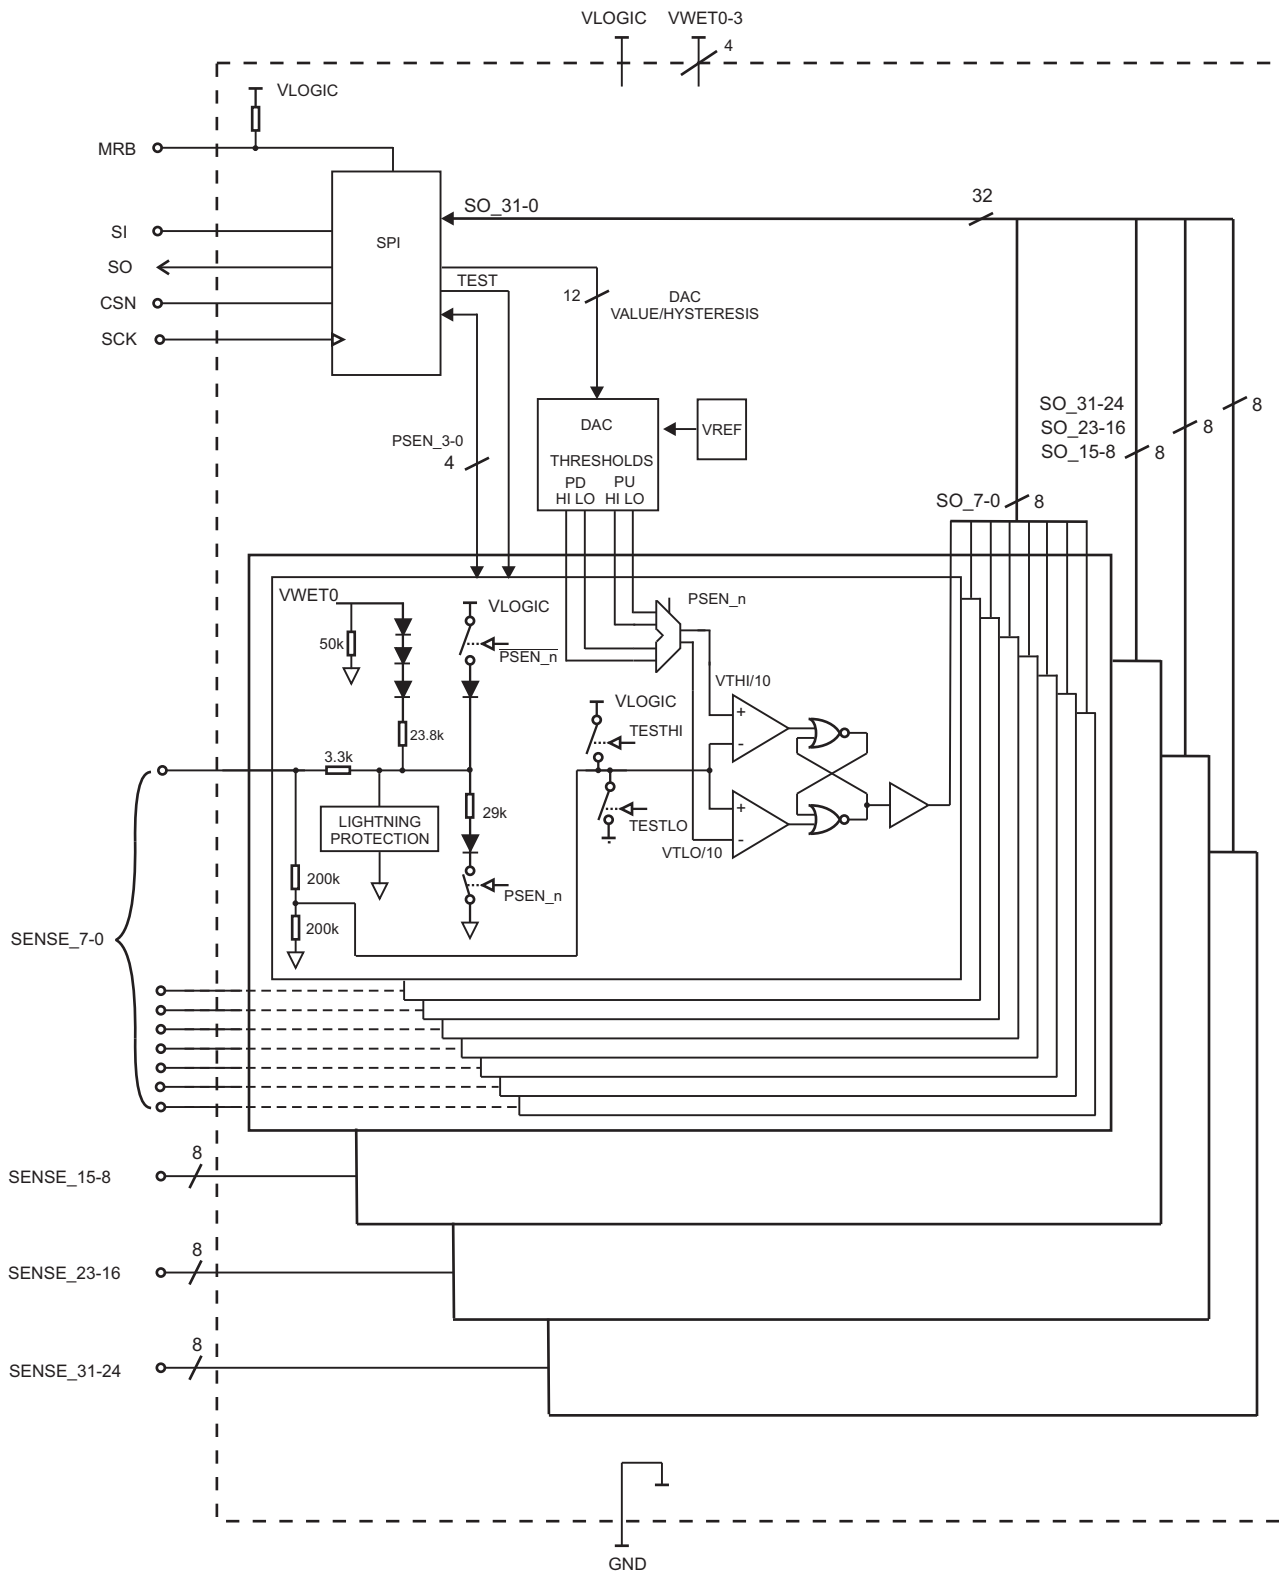 VLOGIC VWET0-3
4
VLOGIC
MRB
SI
SO
CSN
SCK
SPI
SO_31-0
32
TEST
12
DAC
VALUE/HYSTERESIS
PSEN_3-0
4
DAC
THRESHOLDS
PD PU
HI LO HI LO
VREF
SO_31-24
SO_23-16
SO_15-8
8
8
8
SO_7-0
8
VWET0
50k
23.8k
VLOGIC
PSEN_n
PSEN_n
VTHI/10
+
-
VLOGIC
TESTHI
TESTLO
+
-
VTLO/10
3.3k
LIGHTNING
PROTECTION
29k
PSEN_n
200k
200k
SENSE_7-0
8
SENSE_15-8
8
SENSE_23-16
8
SENSE_31-24
GND